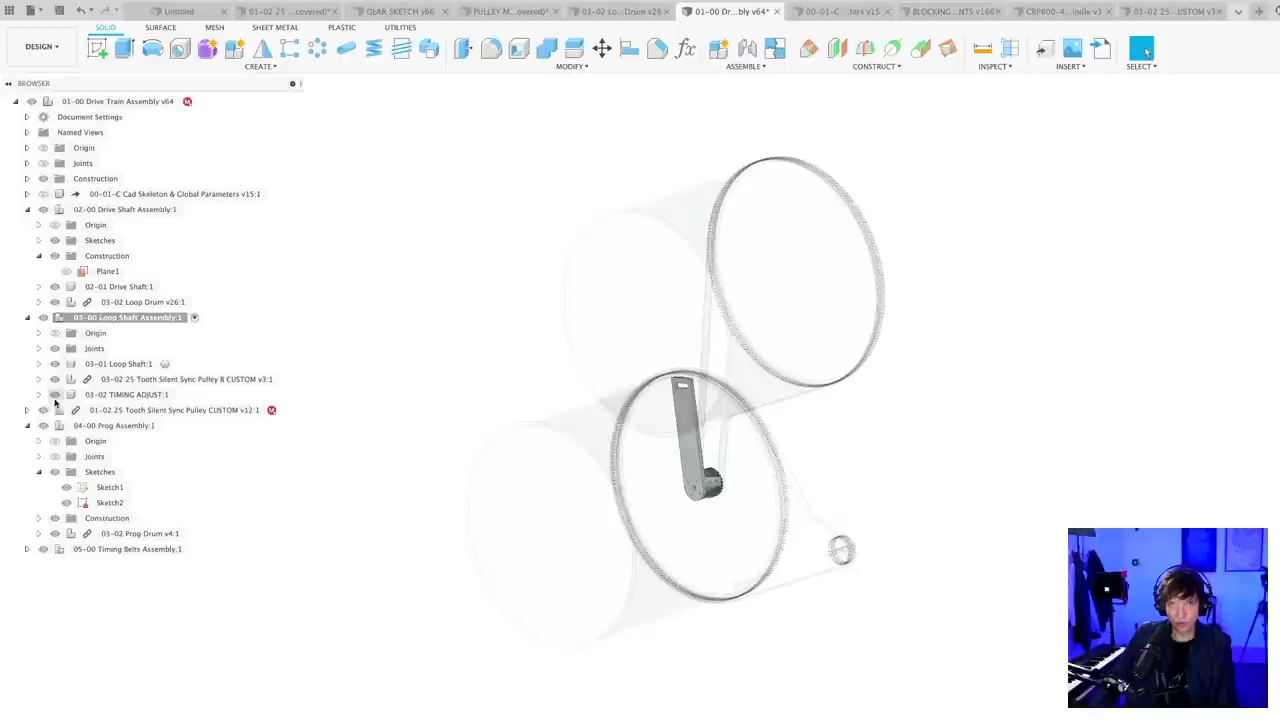 Untitled
01-02 25 ...covered)*
GEAR SKETCH v66
PULLEY M...overed)*
03-02 Lo...Drum v26
01-00 Dr...bly v64*
00-01-C ...ters v15
BLOCKING ...NTS v166
03-02 25 ...USTOM v3
SOLID
SURFACE
MESH
SHEET METAL
PLASTIC
UTILITIES
DESIGN
CREATE
MODIFY
ASSEMBLE
CONSTRUCT
INSPECT
INSERT
SELECT
BROWSER
01-00 Drive Train Assembly v64
Document Settings
Named Views
Origin
Joints
Construction
00-01-C Cad Skeleton & Global Parameters v15:1
02-00 Drive Shaft Assembly:1
Origin
Sketches
Construction
Plane1
02-01 Drive Shaft:1
03-02 Loop Drum v26:1
03-00 Loop Shaft Assembly:1
Origin
Joints
03-01 Loop Shaft:1
03-02 25 Tooth Silent Sync Pulley B CUSTOM v3:1
03-02 TIMING ADJUST:1
01-02 25 Tooth Silent Sync Pulley CUSTOM v12:1
04-00 Prog Assembly:1
Origin
Joints
Sketches
Sketch1
Sketch2
Construction
03-02 Prog Drum v4:1
05-00 Timing Belts Assembly:1